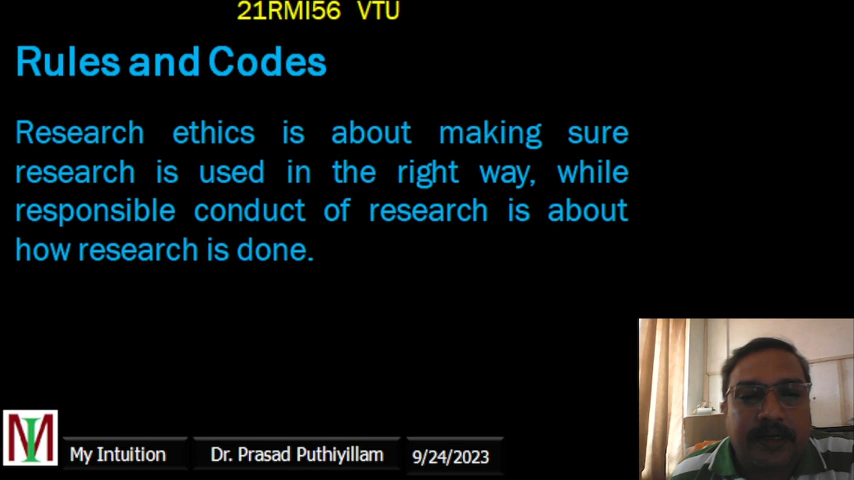 21RMI56 VTU
Rules and Codes
Research ethics is about making sure
research is used in the right way, while
responsible conduct of research is about
how research is done.
MI
My Intuition
Dr. Prasad Puthiyillam
9/24/2023